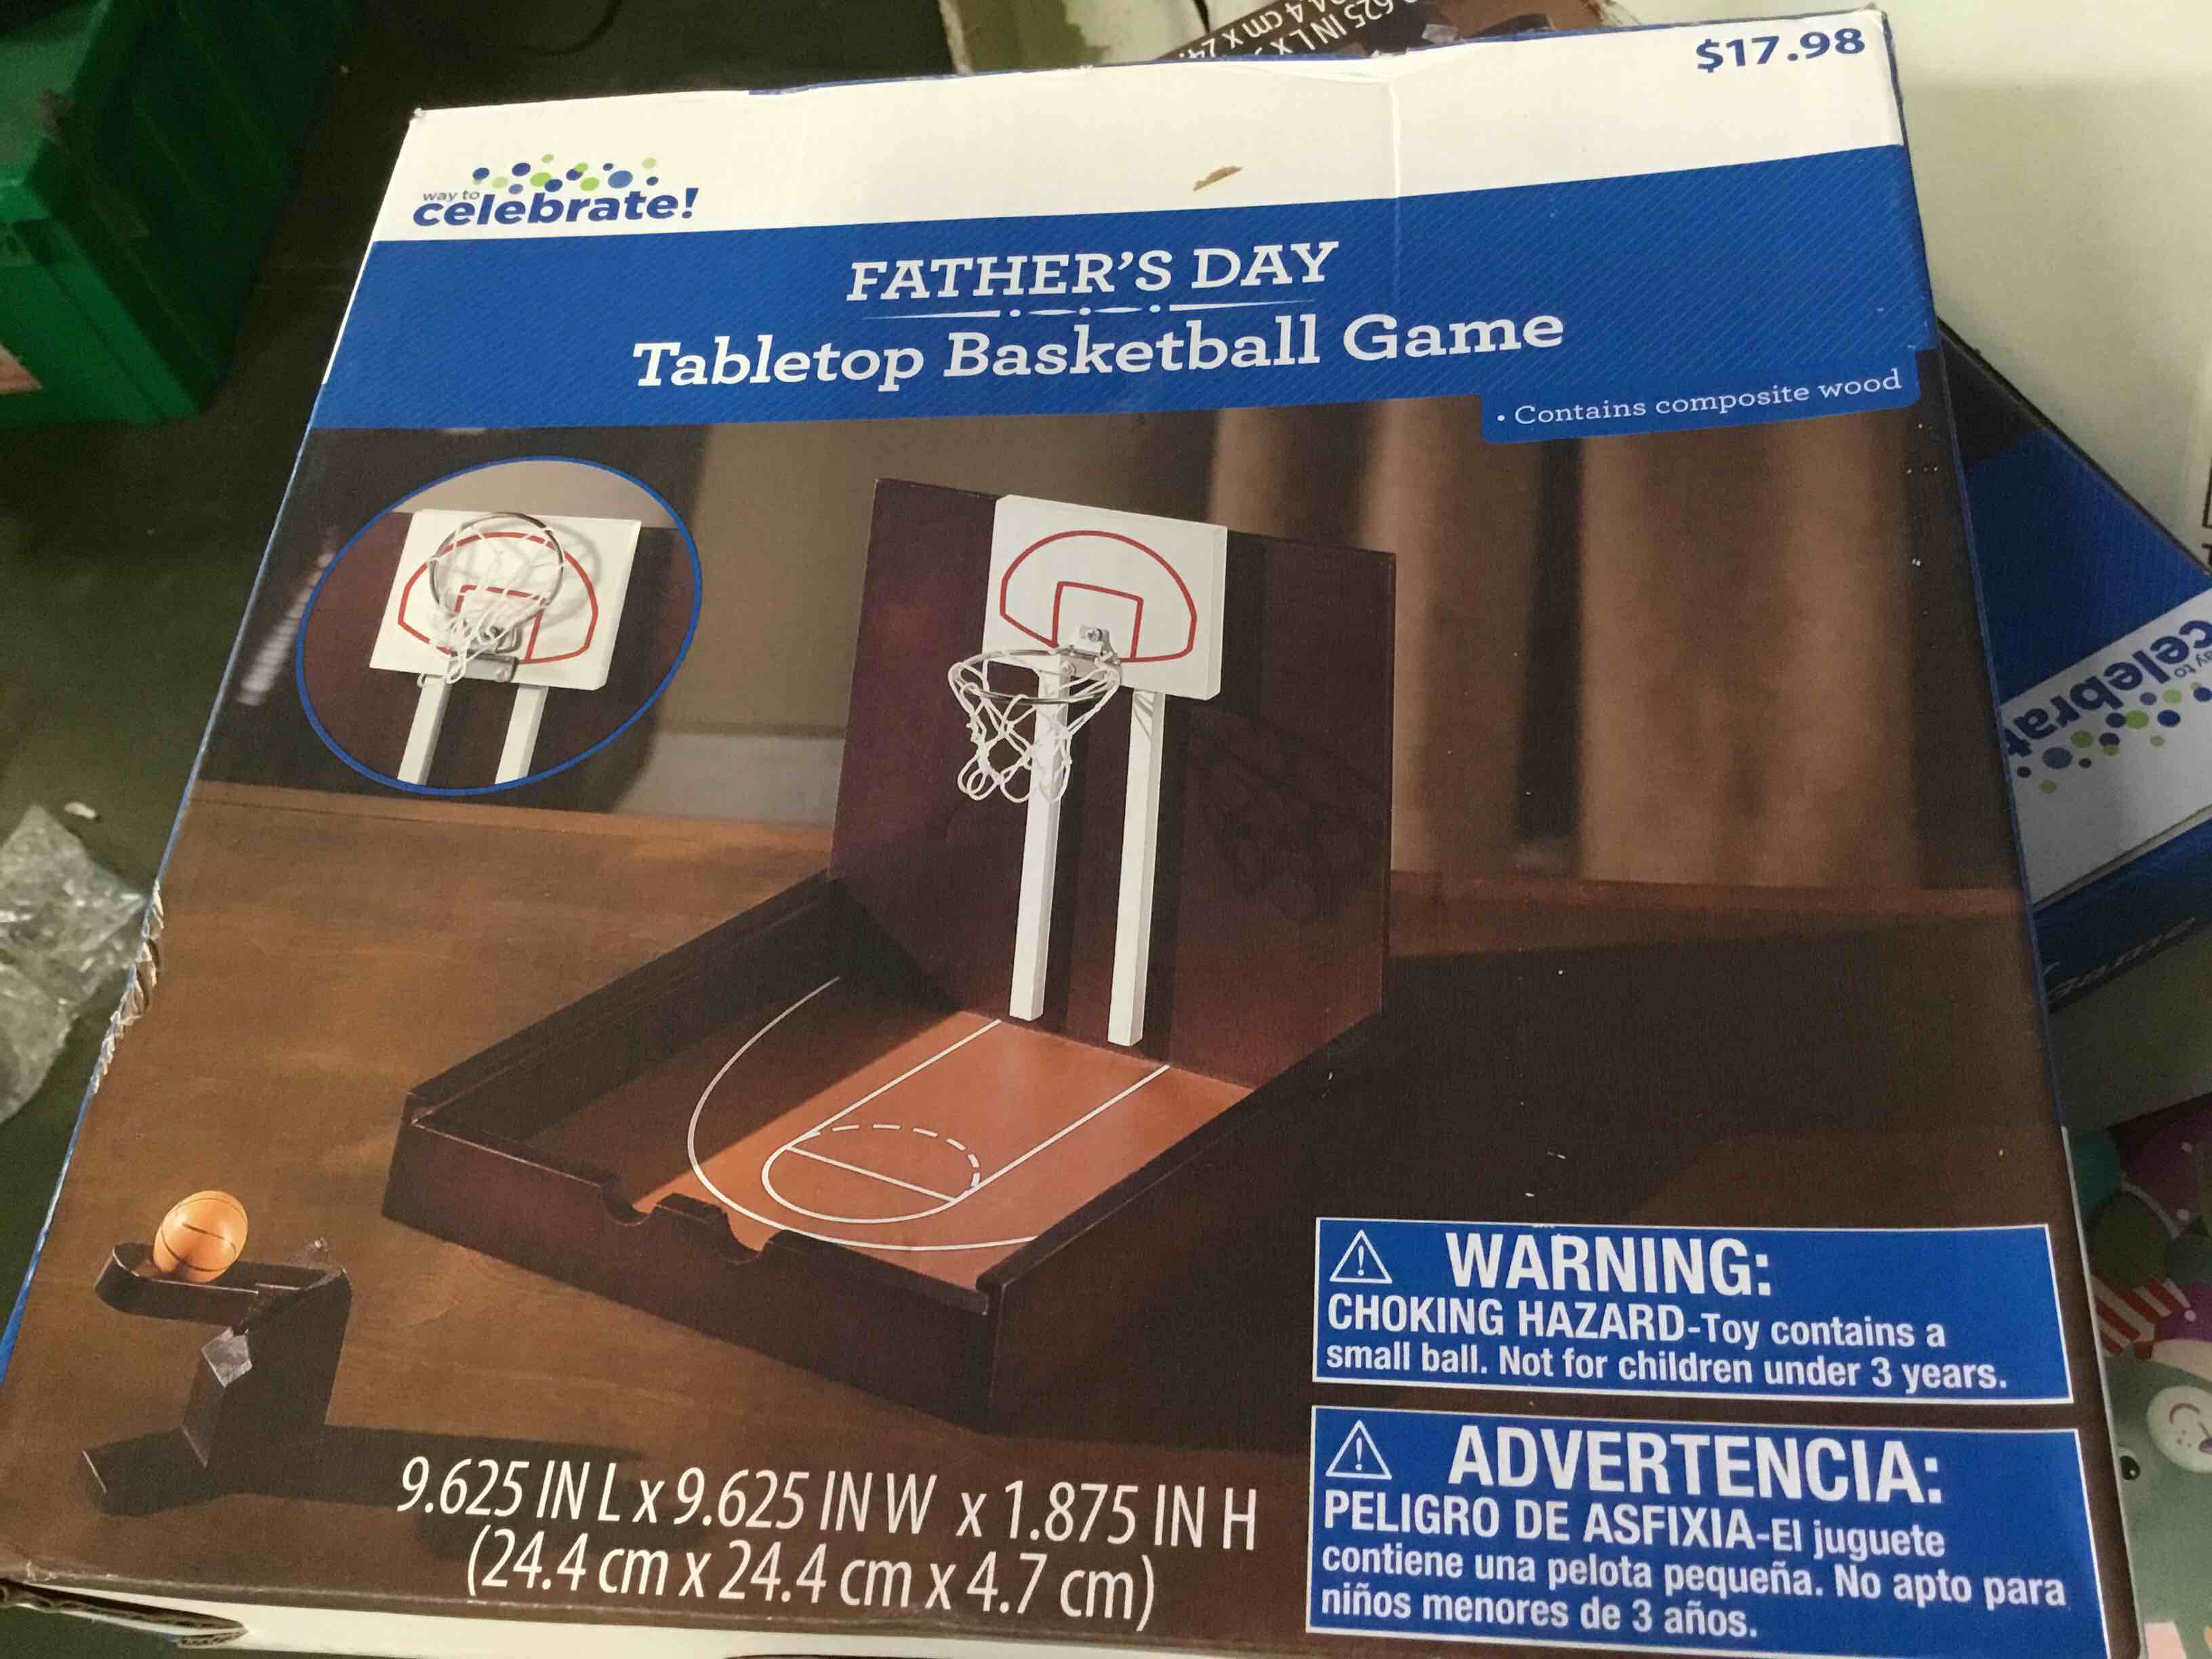 $17.98
way to
celebrate!
FATHER'S DAY
Tabletop Basketball Game
• Contains composite wood
WARNING:
CHOKING HAZARD-Toy contains a
small ball. Not for children under 3 years.
ADVERTENCIA:
PELIGRO DE ASFIXIA-El juguete
contiene una pelota pequeña. No apto para
niños menores de 3 años.
9.625 IN L x 9.625 IN W x 1.875 IN H
(24.4 cm x 24.4 cm x 4.7 cm)